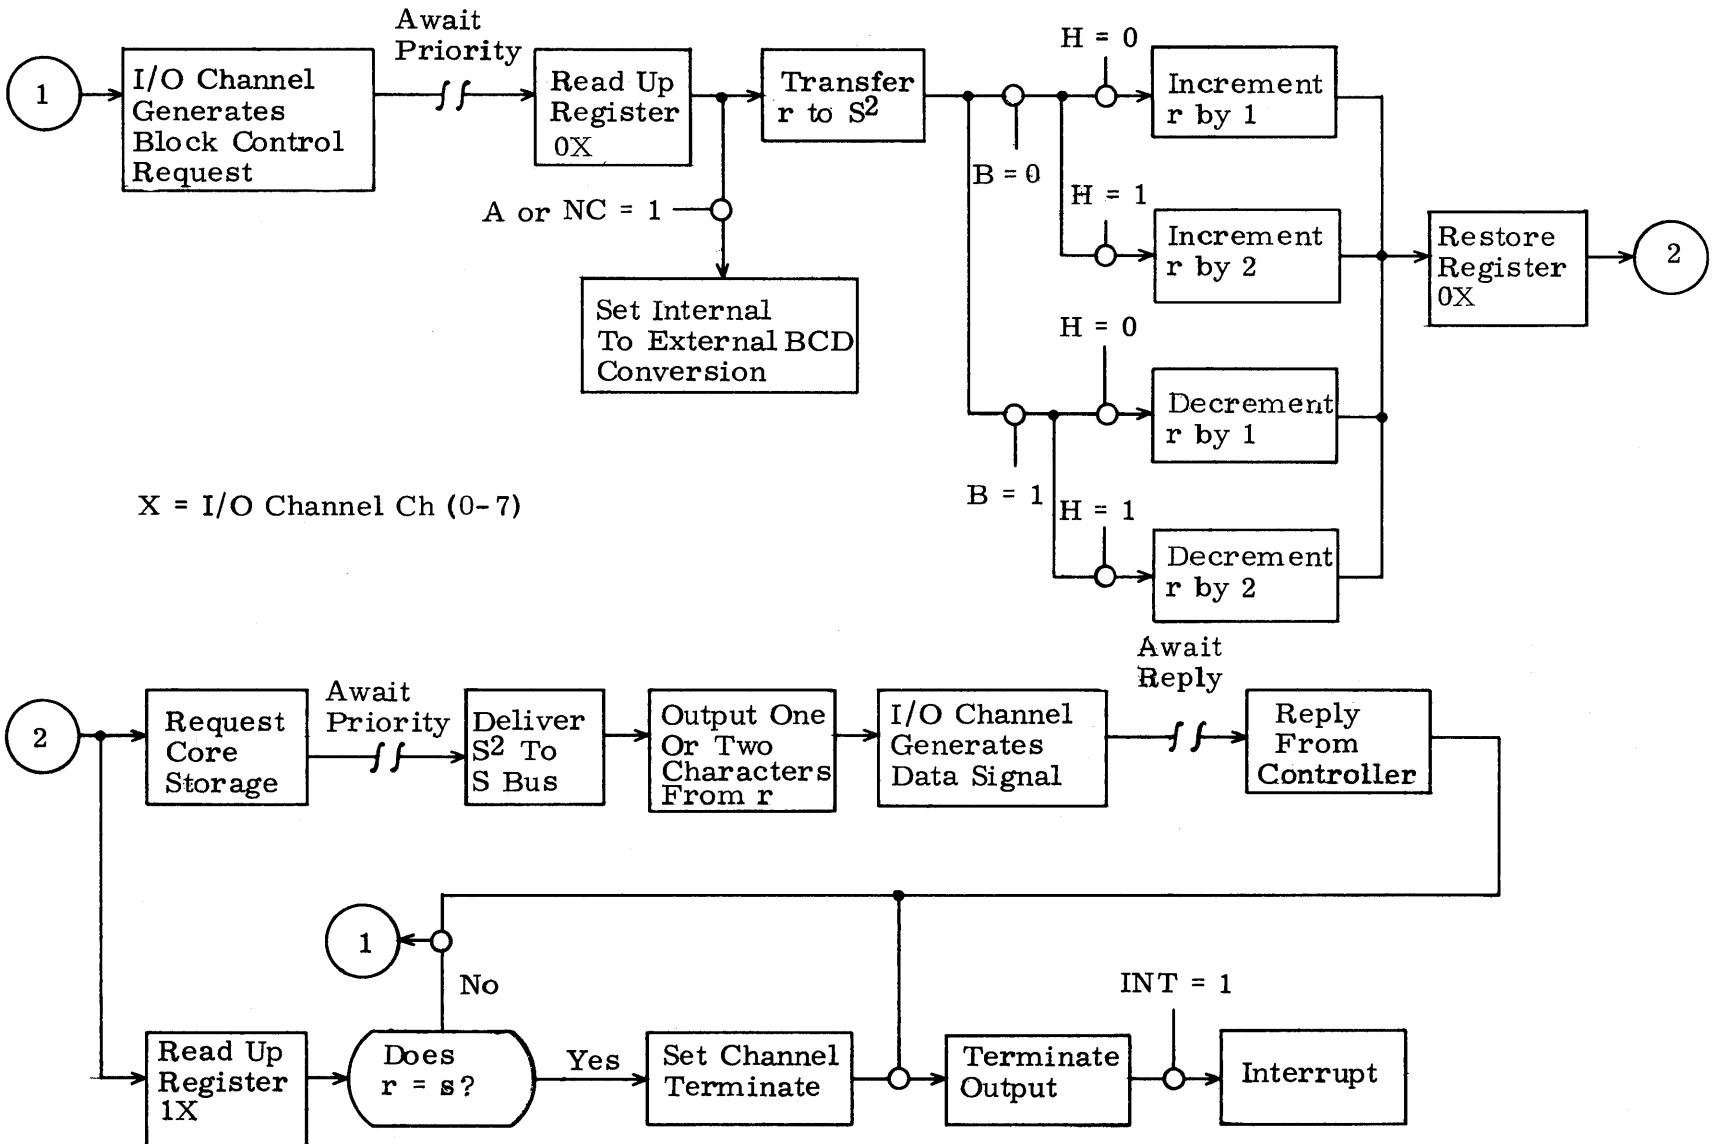 1
I/O Channel
Generates
Block Control
Request
Await
Priority
Read Up
Register
0X
A or NC = 1
Set Internal
To External BCD
Conversion
Transfer
r to S²
B = 0
H = 0
Increment
r by 1
H = 1
Increment
r by 2
B = 1
H = 0
Decrement
r by 1
H = 1
Decrement
r by 2
Restore
Register
0X
2
X = I/O Channel Ch (0-7)
2
Request
Core
Storage
Await
Priority
Deliver
S² To
S Bus
Output One
Or Two
Characters
From r
I/O Channel
Generates
Data Signal
Await
Reply
Reply
From
Controller
1
No
Read Up
Register
1X
Does
r = s?
Yes
Set Channel
Terminate
Terminate
Output
INT = 1
Interrupt